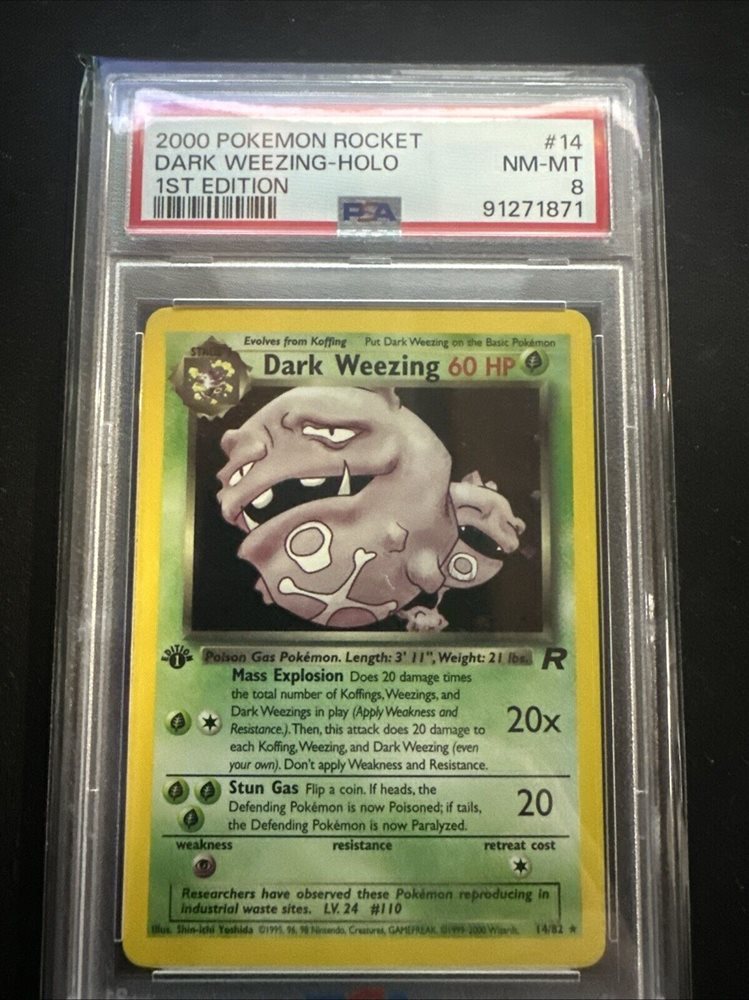 2000 POKEMON ROCKET #14
DARK WEEZING-HOLO NM-MT
1ST EDITION 8
PSA 91271871
Evolves from Koffing Put Dark Weezing on the Basic Pokémon
STAGE 1
Dark Weezing 60 HP
EDITION
1
Poison Gas Pokémon. Length: 3' 11", Weight: 21 lbs. R
Mass Explosion Does 20 damage times
the total number of Koffings, Weezings, and
Dark Weezings in play (Apply Weakness and
Resistance.). Then, this attack does 20 damage to
each Koffing, Weezing, and Dark Weezing (even
your own). Don't apply Weakness and Resistance.
20x
Stun Gas Flip a coin. If heads, the
Defending Pokémon is now Poisoned; if tails,
the Defending Pokémon is now Paralyzed.
20
weakness resistance retreat cost
Researchers have observed these Pokémon reproducing in
industrial waste sites. LV. 24 #110
Illus. Shin-ichi Yoshida ©1995, 96, 98 Nintendo, Creatures, GAMEFREAK. ©1999-2000 Wizards. 14/82 ★